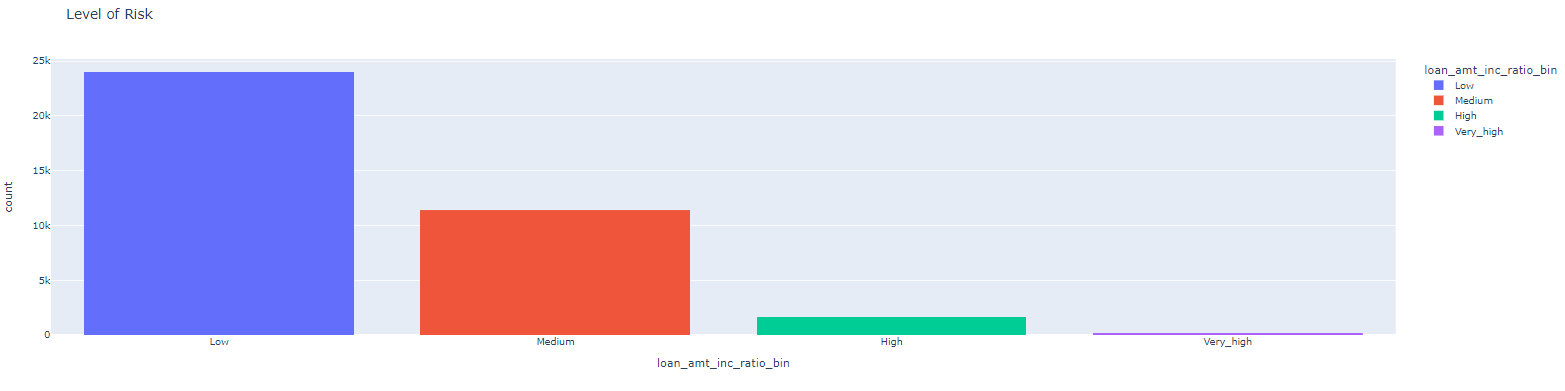 Level of Risk
25k
20k
15k
10k
5k
0
count
Low
Medium
High
Very_high
loan_amt_inc_ratio_bin
loan_amt_inc_ratio_bin
Low
Medium
High
Very_high